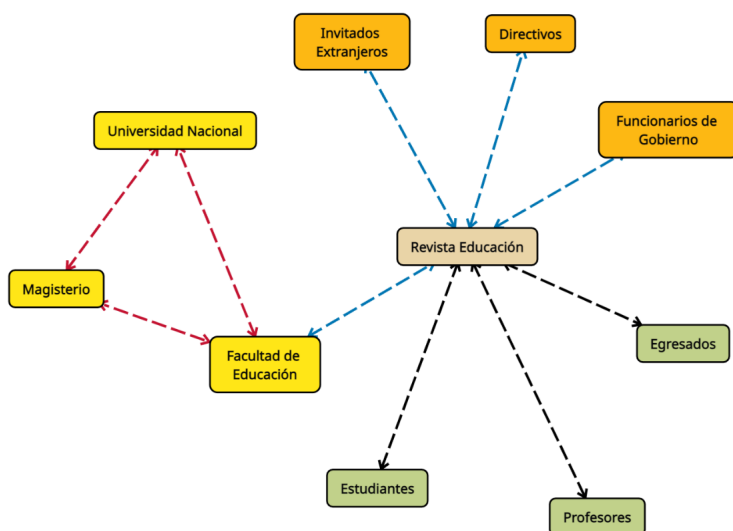 Invitados
Extranjeros
Directivos
Universidad Nacional
Funcionarios de
Gobierno
Revista Educación
Magisterio
Egresados
Facultad de
Educación
Estudiantes
Profesores